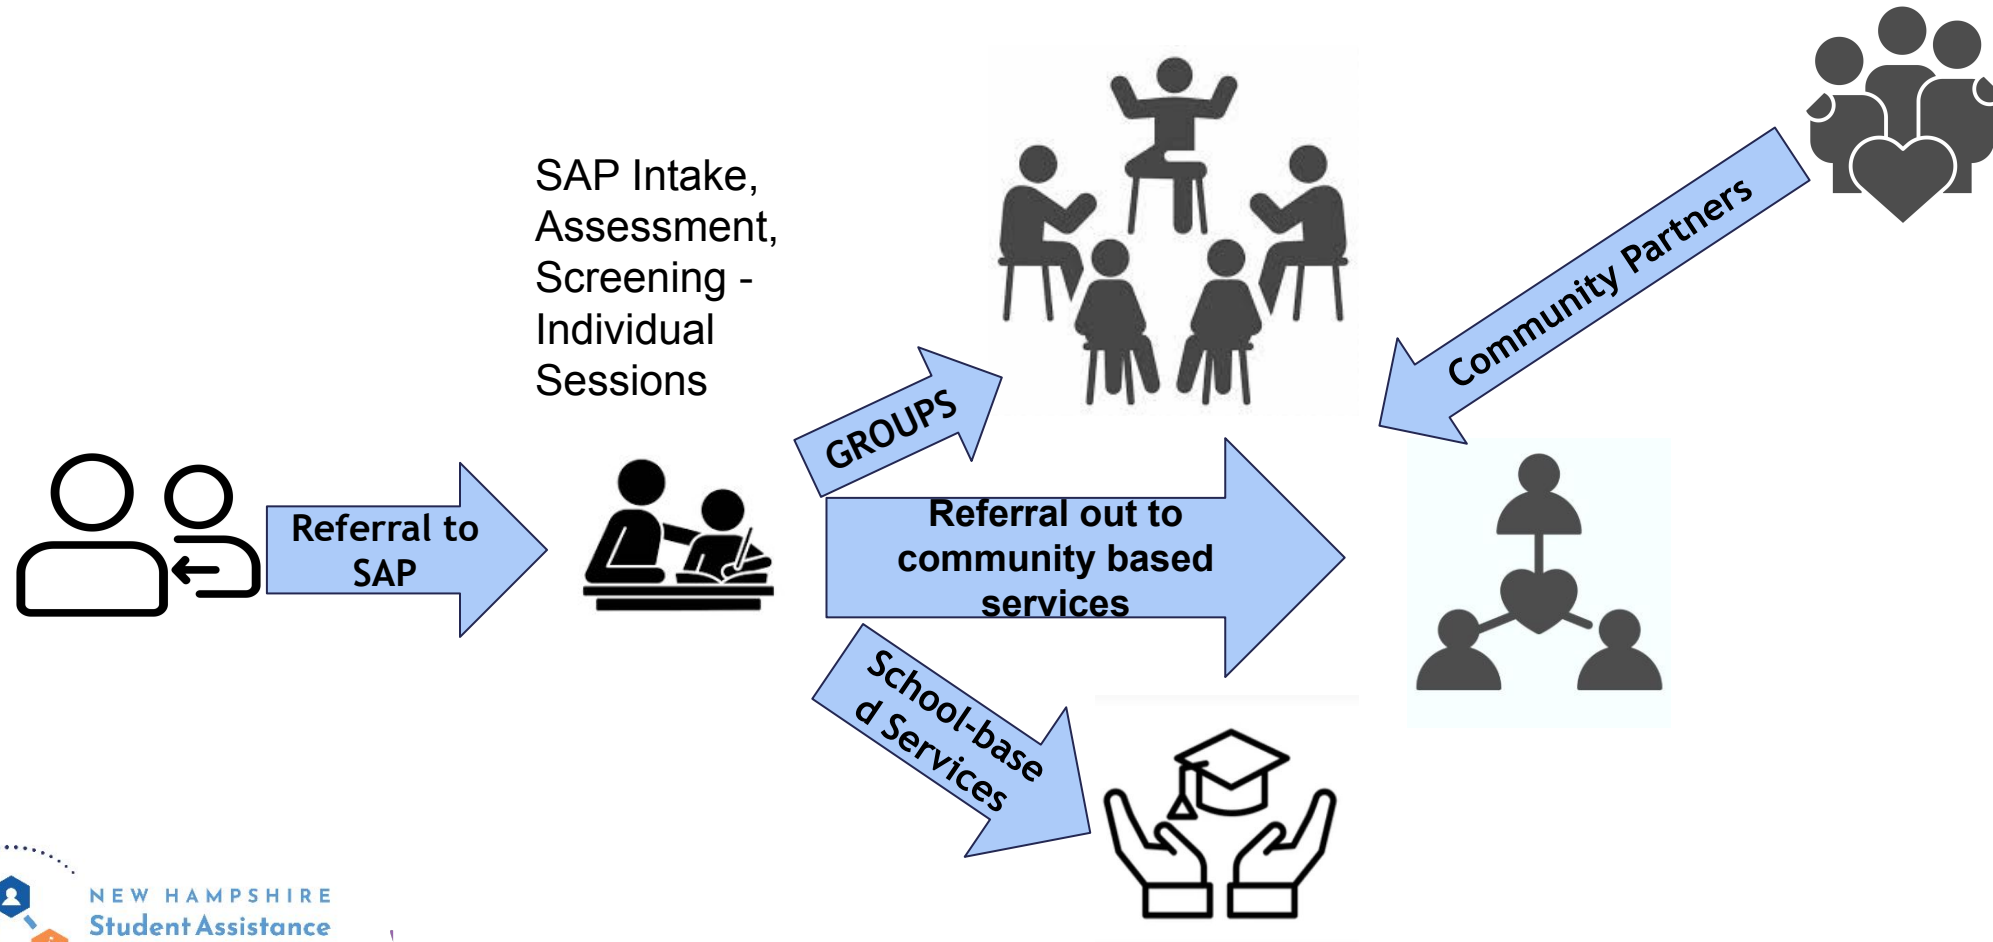 SAP Intake,
Assessment,
Screening -
Individual
Sessions
Referral to
SAP
GROUPS
Referral out to
community based
services
School-base
d Services
Community Partners
NEW HAMPSHIRE
Student Assistance